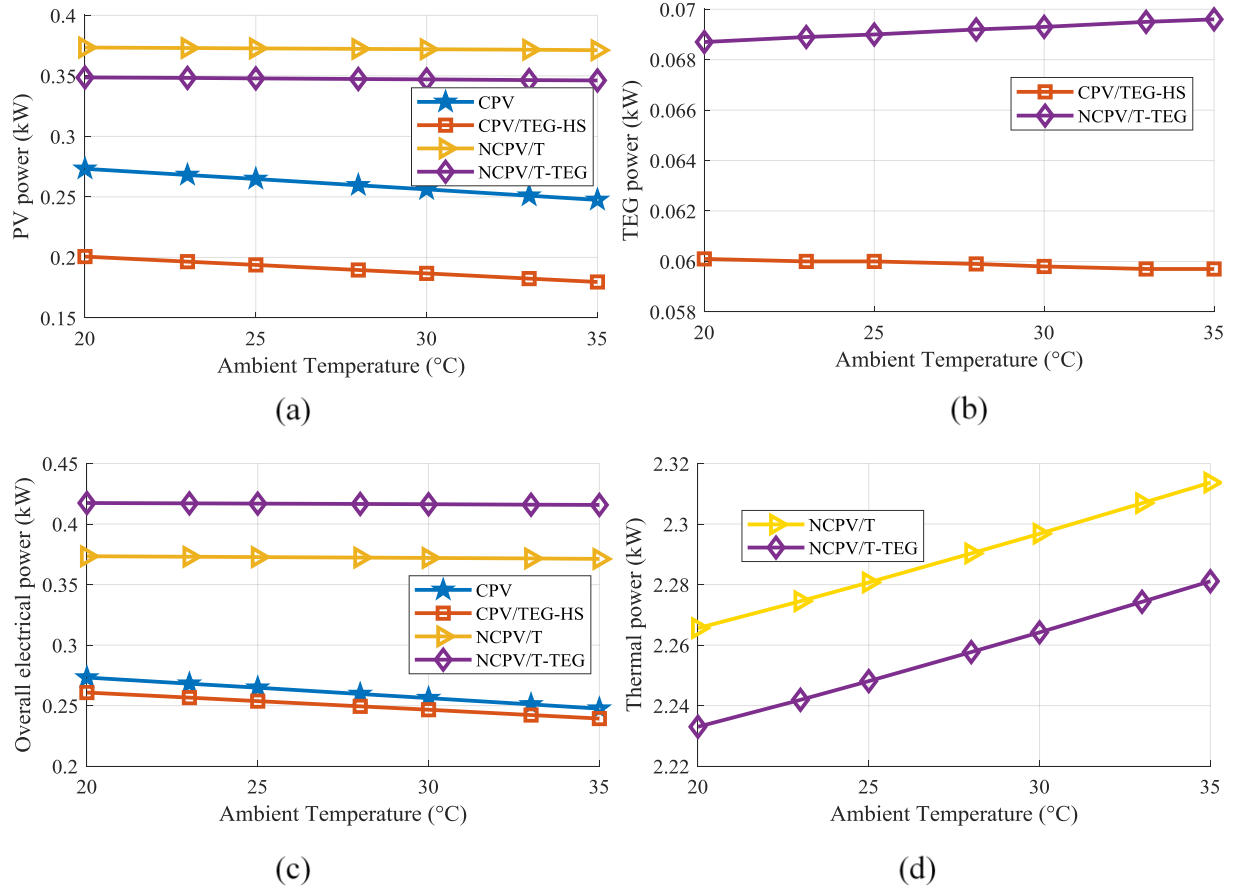 0.4
0.35
0.3
0.25
0.2
0.15
PV power (kW)
CPV
CPV/TEG-HS
NCPV/T
NCPV/T-TEG
20
25
30
35
Ambient Temperature (°C)
(a)
0.07
0.068
0.066
0.064
0.062
0.06
0.058
TEG power (kW)
CPV/TEG-HS
NCPV/T-TEG
20
25
30
35
Ambient Temperature (°C)
(b)
0.45
0.4
0.35
0.3
0.25
0.2
Overall electrical power (kW)
CPV
CPV/TEG-HS
NCPV/T
NCPV/T-TEG
20
25
30
35
Ambient Temperature (°C)
(c)
2.32
2.3
2.28
2.26
2.24
2.22
Thermal power (kW)
NCPV/T
NCPV/T-TEG
20
25
30
35
Ambient Temperature (°C)
(d)